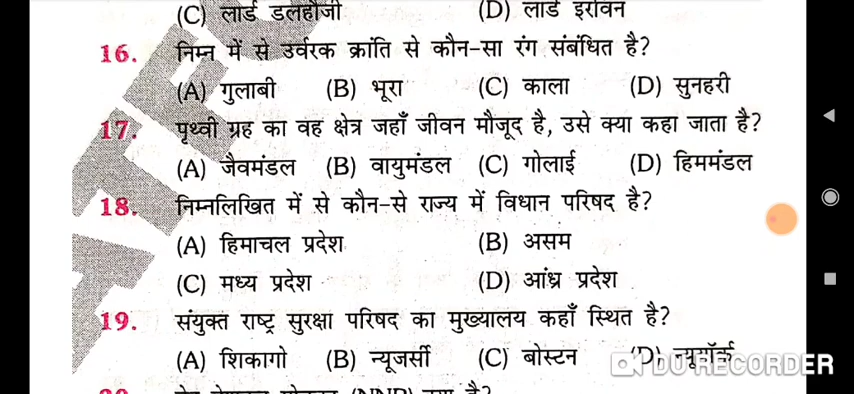 (C) लार्ड डलहौजी (D) लार्ड इरविन
16. निम्न में से उर्वरक क्रांति से कौन-सा रंग संबंधित है?
(A) गुलाबी (B) भूरा (C) काला (D) सुनहरी
17. पृथ्वी ग्रह का वह क्षेत्र जहाँ जीवन मौजूद है, उसे क्या कहा जाता है?
(A) जैवमंडल (B) वायुमंडल (C) गोलाई (D) हिममंडल
18. निम्नलिखित में से कौन-से राज्य में विधान परिषद है?
(A) हिमाचल प्रदेश (B) असम
(C) मध्य प्रदेश (D) आंध्र प्रदेश
19. संयुक्त राष्ट्र सुरक्षा परिषद का मुख्यालय कहाँ स्थित है?
(A) शिकागो (B) न्यूजर्सी (C) बोस्टन (D) न्यूयॉर्क
DU RECORDER
(NNP) क्या है?